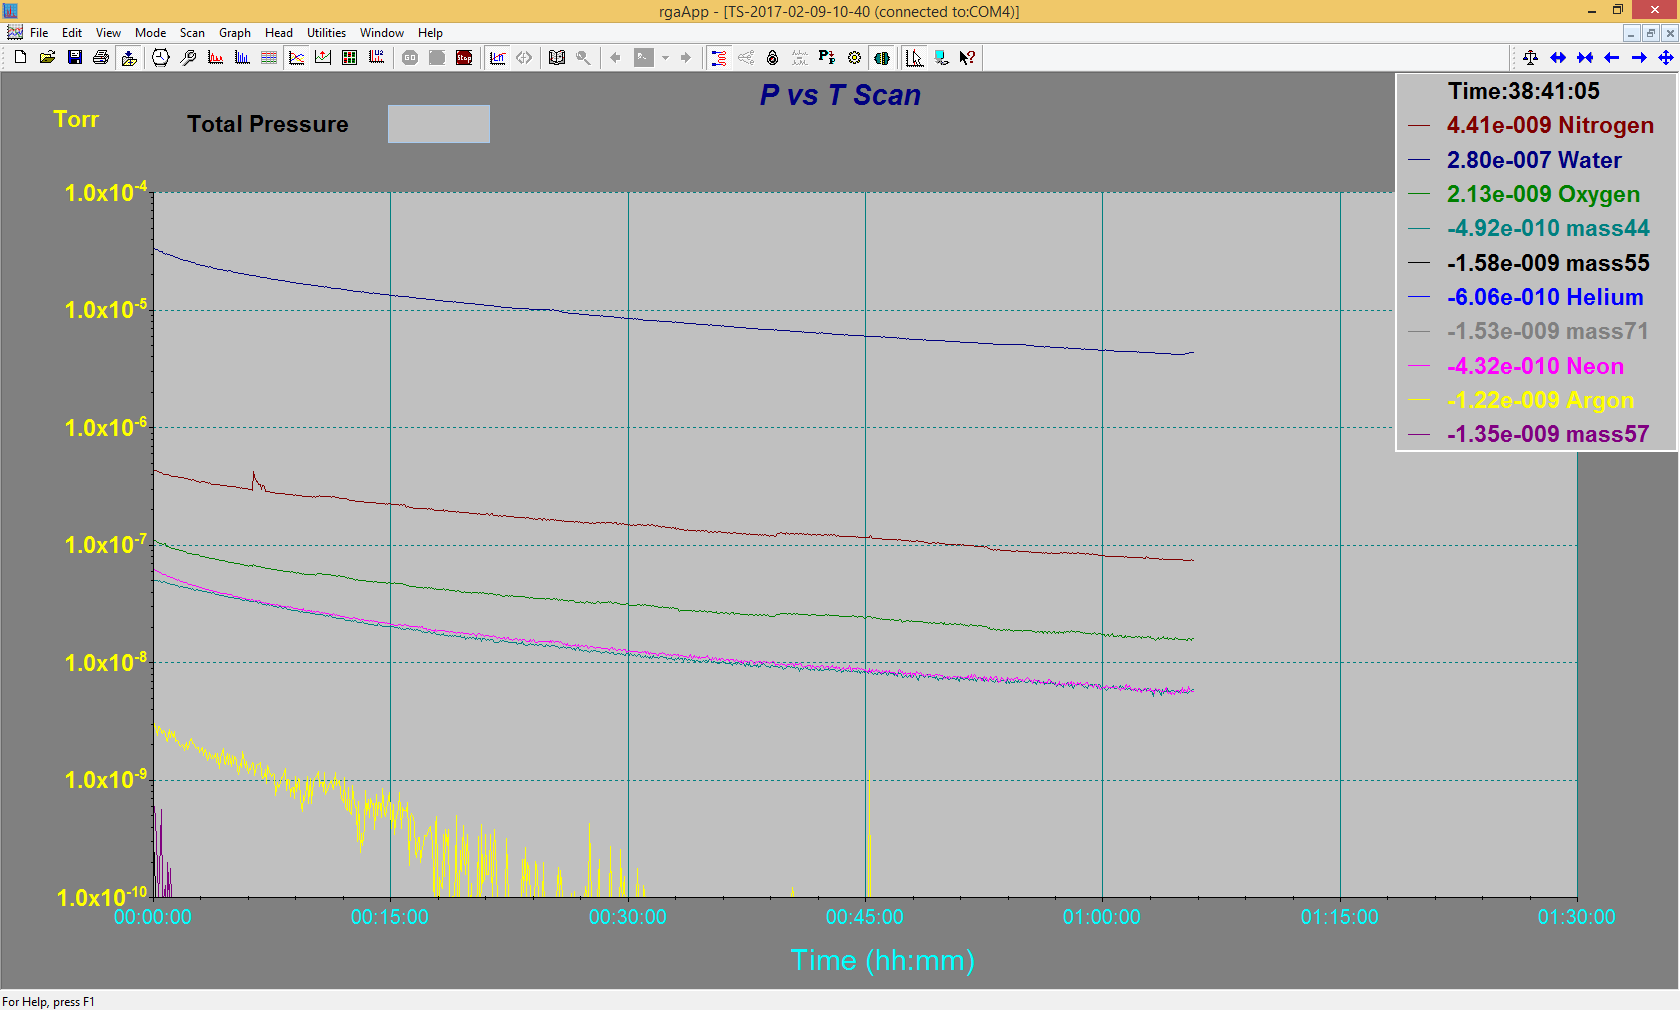 rgaApp - [TS-2017-02-09-10-40 (connected to:COM4)]
File Edit View Mode Scan Graph Head Utilities Window Help
GO Stop
P vs T Scan
Torr
Total Pressure
Time:38:41:05
4.41e-009 Nitrogen
2.80e-007 Water
2.13e-009 Oxygen
-4.92e-010 mass44
-1.58e-009 mass55
-6.06e-010 Helium
-1.53e-009 mass71
-4.32e-010 Neon
-1.22e-009 Argon
-1.35e-009 mass57
1.0x10-4
1.0x10-5
1.0x10-6
1.0x10-7
1.0x10-8
1.0x10-9
1.0x10-10
00:00:00 00:15:00 00:30:00 00:45:00 01:00:00 01:15:00 01:30:00
Time (hh:mm)
For Help, press F1